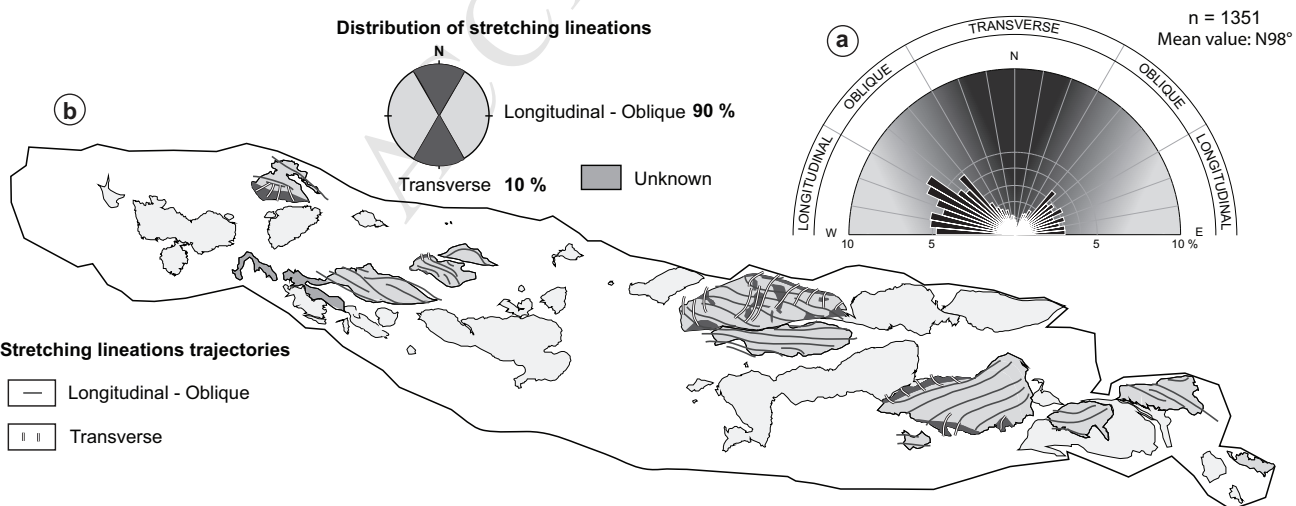 Distribution of stretching lineations
N
Longitudinal - Oblique 90 %
Transverse 10 %
Unknown
a
n = 1351
Mean value: N98°
TRANSVERSE
OBLIQUE
OBLIQUE
LONGITUDINAL
LONGITUDINAL
N
W
E
10
5
5
10 %
b
Stretching lineations trajectories
Longitudinal - Oblique
Transverse